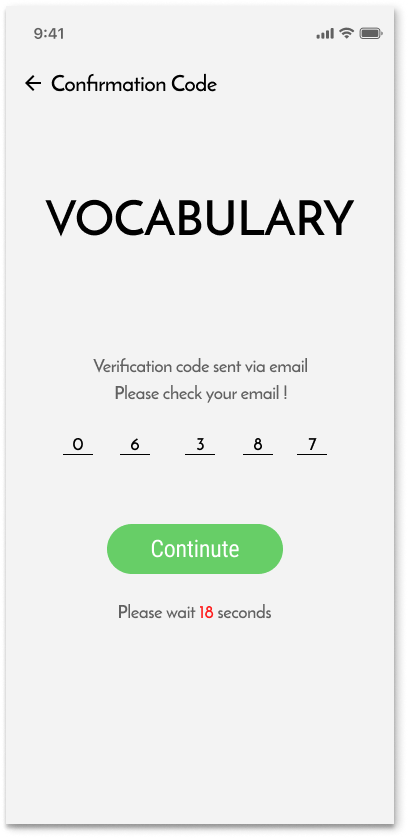 9:41
Confirmation Code
VOCABULARY
Verification code sent via email
Please check your email !
0 6 3 8 7
Continute
Please wait 18 seconds